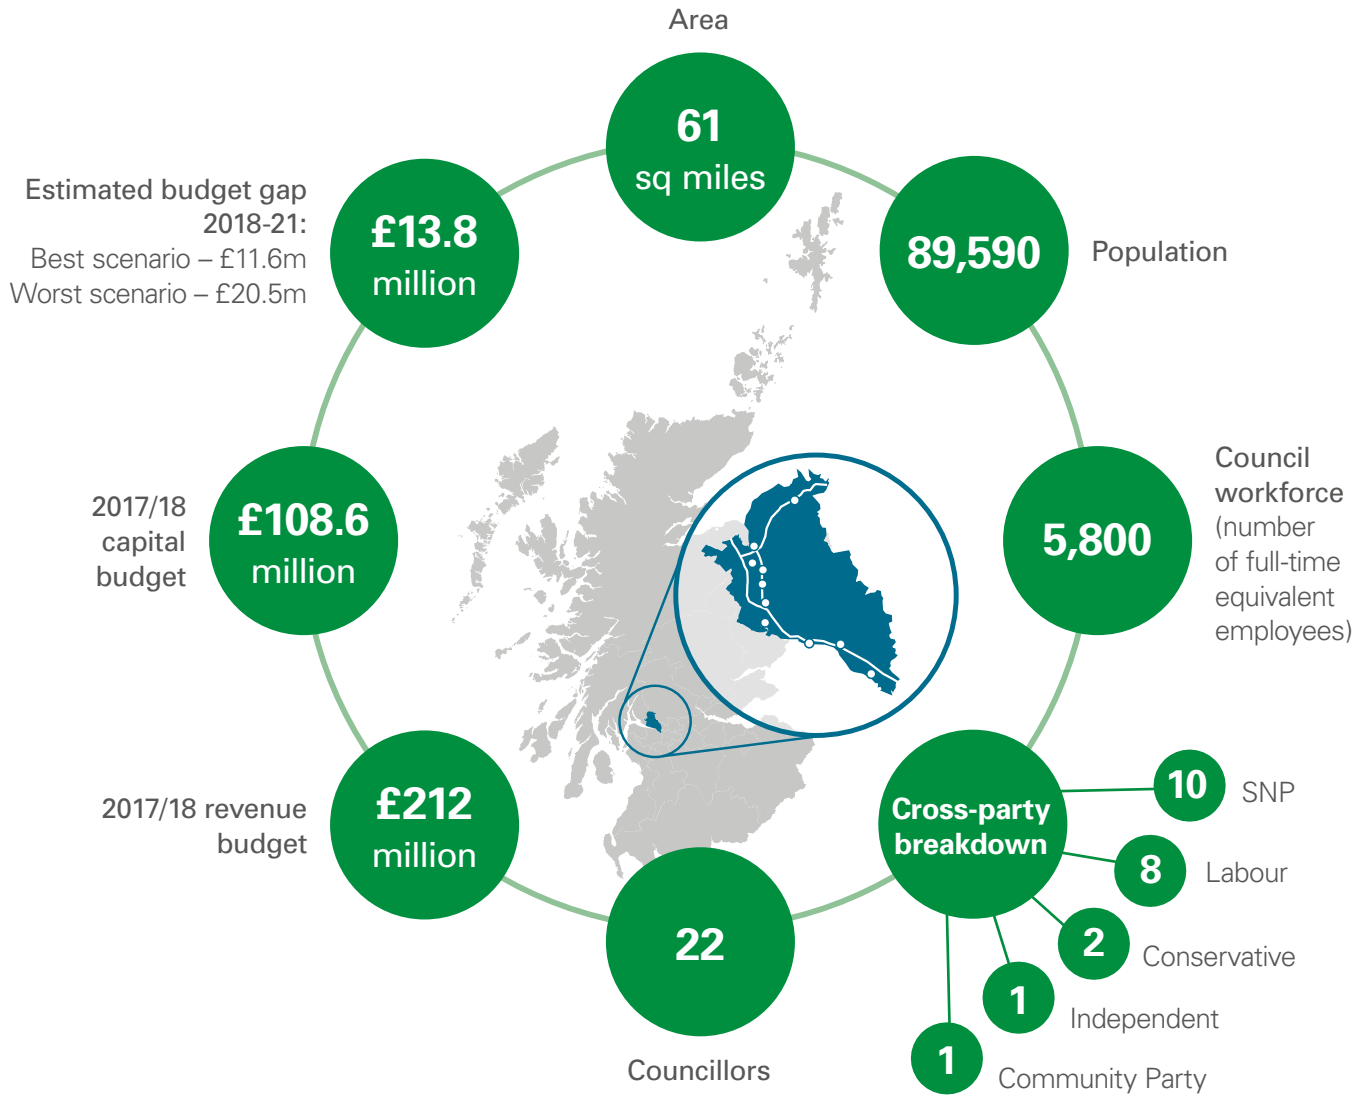 Area
61
sq miles
89,590
Population
5,800
Council
workforce
(number
of full-time
equivalent
employees)
Cross-party
breakdown
10
SNP
8
Labour
2
Conservative
1
Independent
1
Community Party
22
Councillors
£212
million
2017/18 revenue
budget
£108.6
million
2017/18
capital
budget
£13.8
million
Estimated budget gap
2018-21:
Best scenario – £11.6m
Worst scenario – £20.5m